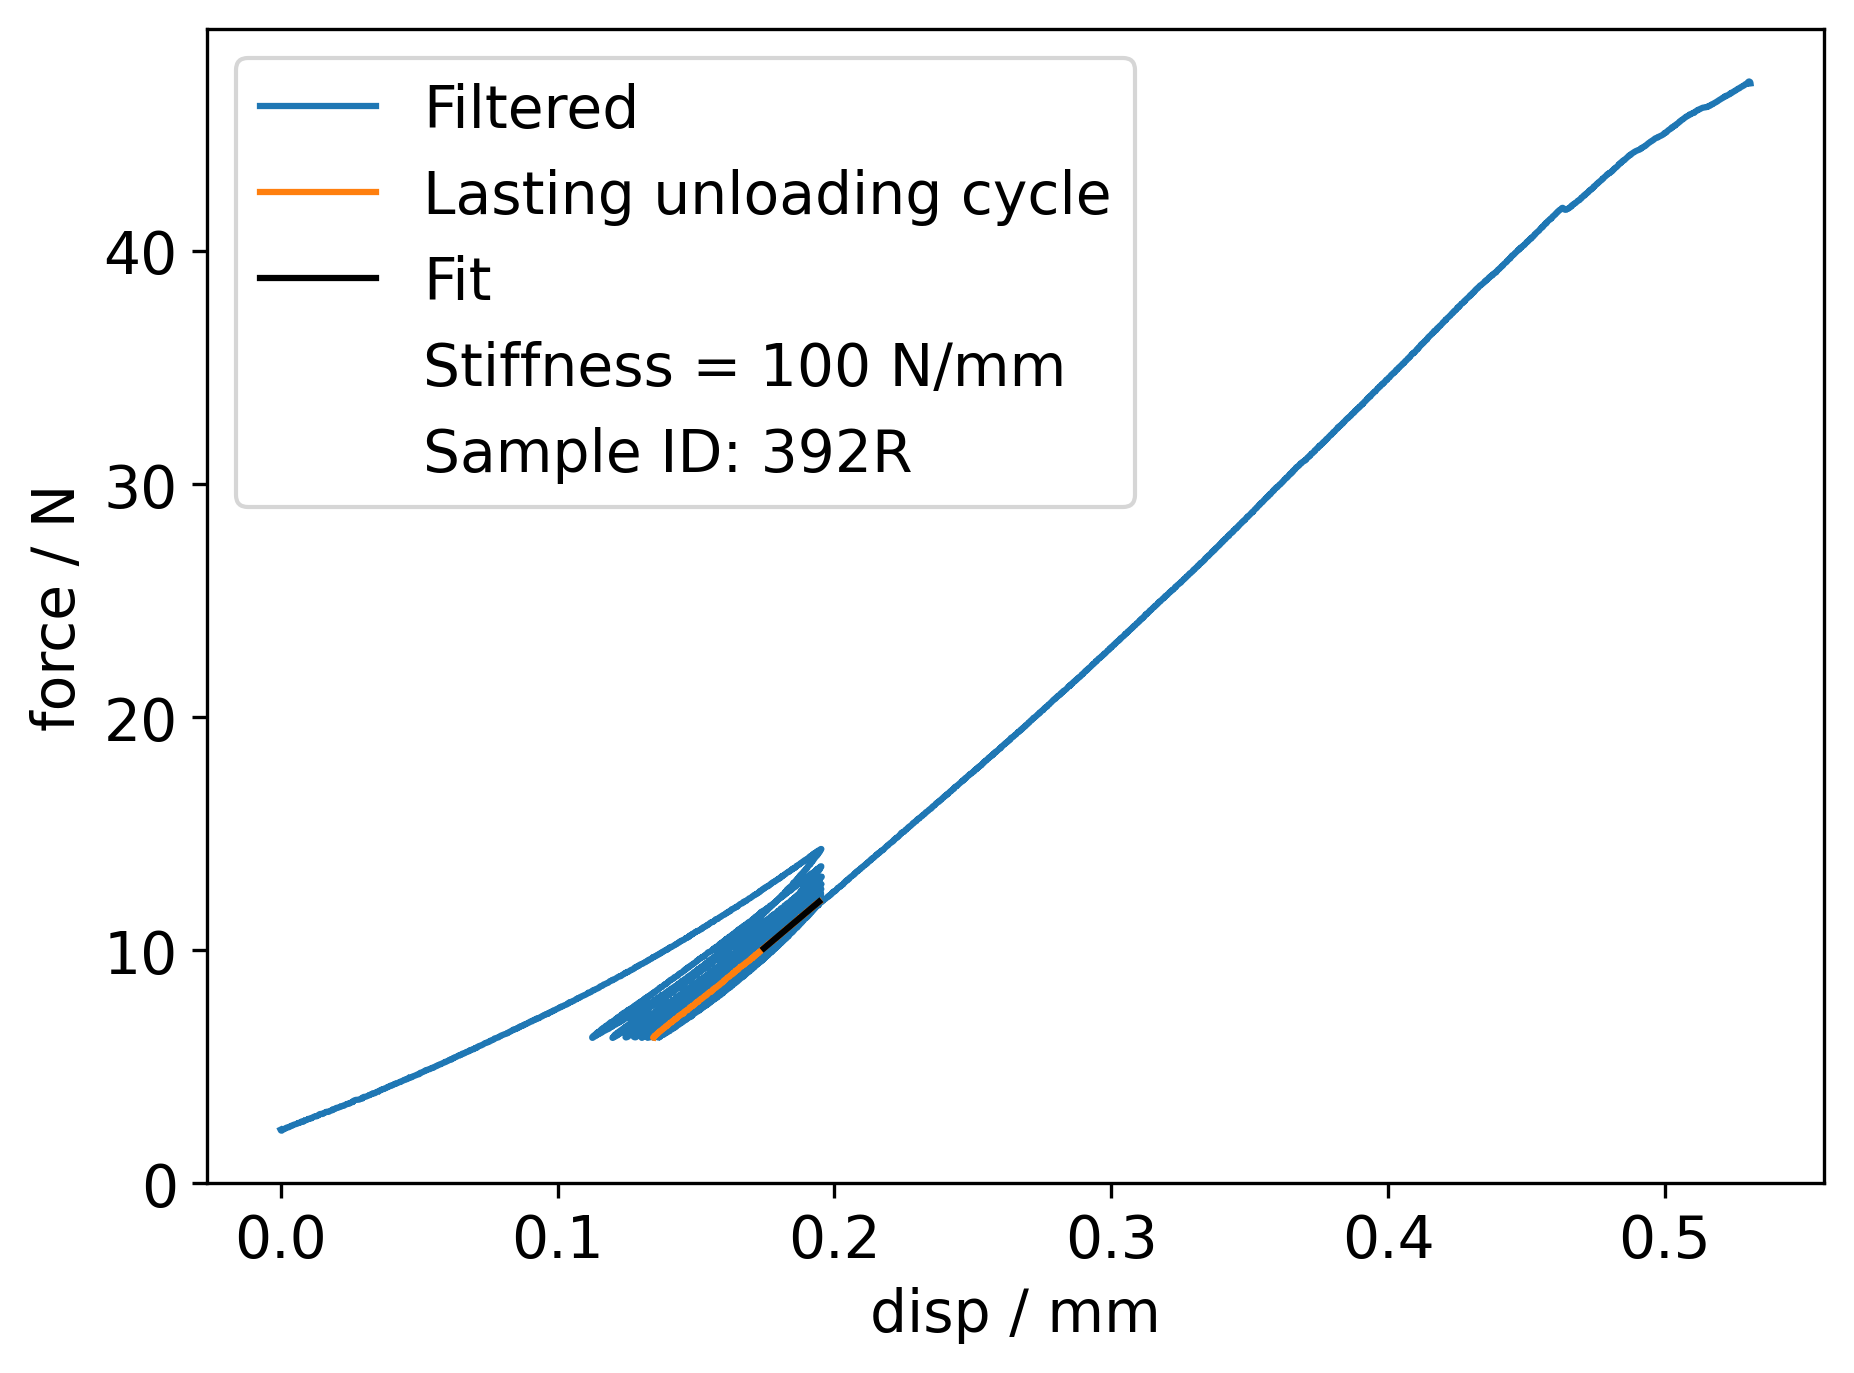 Filtered
Lasting unloading cycle
Fit
Stiffness = 100 N/mm
Sample ID: 392R
force / N
40
30
20
10
0
0.0 0.1 0.2 0.3 0.4 0.5
disp / mm